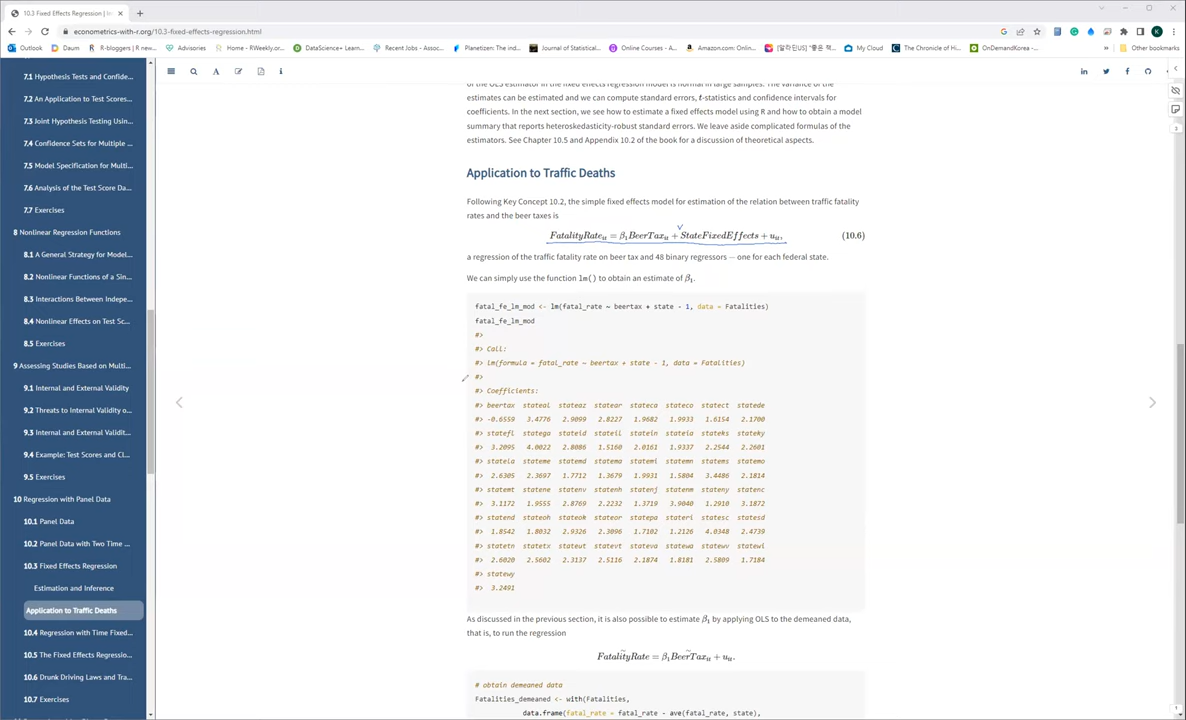 10.3 Fixed Effects Regression | In
econometrics-with-r.org/10.3-fixed-effects-regression.html
Outlook
Daum
R-bloggers | R new...
Advisories
Home - RWeekly.or...
DataScience+ Learn...
Recent Jobs - Assoc...
Planetizen: The ind...
Journal of Statistical...
Online Courses - A...
Amazon.com: Onlin...
My Cloud
The Chronicle of Hi...
OnDemandKorea -...
Other bookmarks
7.1 Hypothesis Tests and Confide...
7.2 An Application to Test Scores...
7.3 Joint Hypothesis Testing Usin...
7.4 Confidence Sets for Multiple ...
7.5 Model Specification for Multi...
7.6 Analysis of the Test Score Da...
7.7 Exercises
8 Nonlinear Regression Functions
8.1 A General Strategy for Model...
8.2 Nonlinear Functions of a Sin...
8.3 Interactions Between Indepe...
8.4 Nonlinear Effects on Test Sc...
8.5 Exercises
9 Assessing Studies Based on Multi...
9.1 Internal and External Validity
9.2 Threats to Internal Validity o...
9.3 Internal and External Validit...
9.4 Example: Test Scores and Cl...
9.5 Exercises
10 Regression with Panel Data
10.1 Panel Data
10.2 Panel Data with Two Time ...
10.3 Fixed Effects Regression
Estimation and Inference
Application to Traffic Deaths
10.4 Regression with Time Fixed...
10.5 The Fixed Effects Regressio...
10.6 Drunk Driving Laws and Tra...
10.7 Exercises
of the OLS estimator in the fixed effects regression model is normal in large samples. The variance of the
estimates can be estimated and we can compute standard errors, t-statistics and confidence intervals for
coefficients. In the next section, we see how to estimate a fixed effects model using R and how to obtain a model
summary that reports heteroskedasticity-robust standard errors. We leave aside complicated formulas of the
estimators. See Chapter 10.5 and Appendix 10.2 of the book for a discussion of theoretical aspects.
Application to Traffic Deaths
Following Key Concept 10.2, the simple fixed effects model for estimation of the relation between traffic fatality
rates and the beer taxes is
FatalityRate_it = β1BeerTax_it + StateFixedEffects + u_it, (10.6)
a regression of the traffic fatality rate on beer tax and 48 binary regressors — one for each federal state.
We can simply use the function lm() to obtain an estimate of β1.
fatal_fe_lm_mod <- lm(fatal_rate ~ beertax + state - 1, data = Fatalities)
fatal_fe_lm_mod
#>
#> Call:
#> lm(formula = fatal_rate ~ beertax + state - 1, data = Fatalities)
#>
#> Coefficients:
#> beertax stateal stateaz statear stateca stateco statect statede
#> -0.6559 3.4776 2.9099 2.8227 1.9682 1.9933 1.6154 2.1700
#> statefl statega stateid stateil statein stateia stateks stateky
#> 3.2095 4.0022 2.8086 1.5160 2.0161 1.9337 2.2544 2.2601
#> statela stateme statemd statema statemi statemn statems statemo
#> 2.6305 2.3697 1.7712 1.3679 1.9931 1.5804 3.4486 2.1814
#> statemt statene statenv statenh statenj statenm stateny statenc
#> 3.1172 1.9555 2.8769 2.2232 1.3719 3.9040 1.2910 3.1872
#> statend stateoh stateok stateor statepa stateri statesc statesd
#> 1.8542 1.8032 2.9326 2.3096 1.7102 1.2126 4.0348 2.4739
#> statetn statetx stateut statevt stateva statewa statewv statewi
#> 2.6020 2.5602 2.3137 2.5116 2.1874 1.8181 2.5809 1.7184
#> statewy
#> 3.2491
As discussed in the previous section, it is also possible to estimate β1 by applying OLS to the demeaned data,
that is, to run the regression
FatalityRate~ = β1BeerTax~_it + u_it.
# obtain demeaned data
Fatalities_demeaned <- with(Fatalities,
data.frame(fatal_rate = fatal_rate - ave(fatal_rate, state),